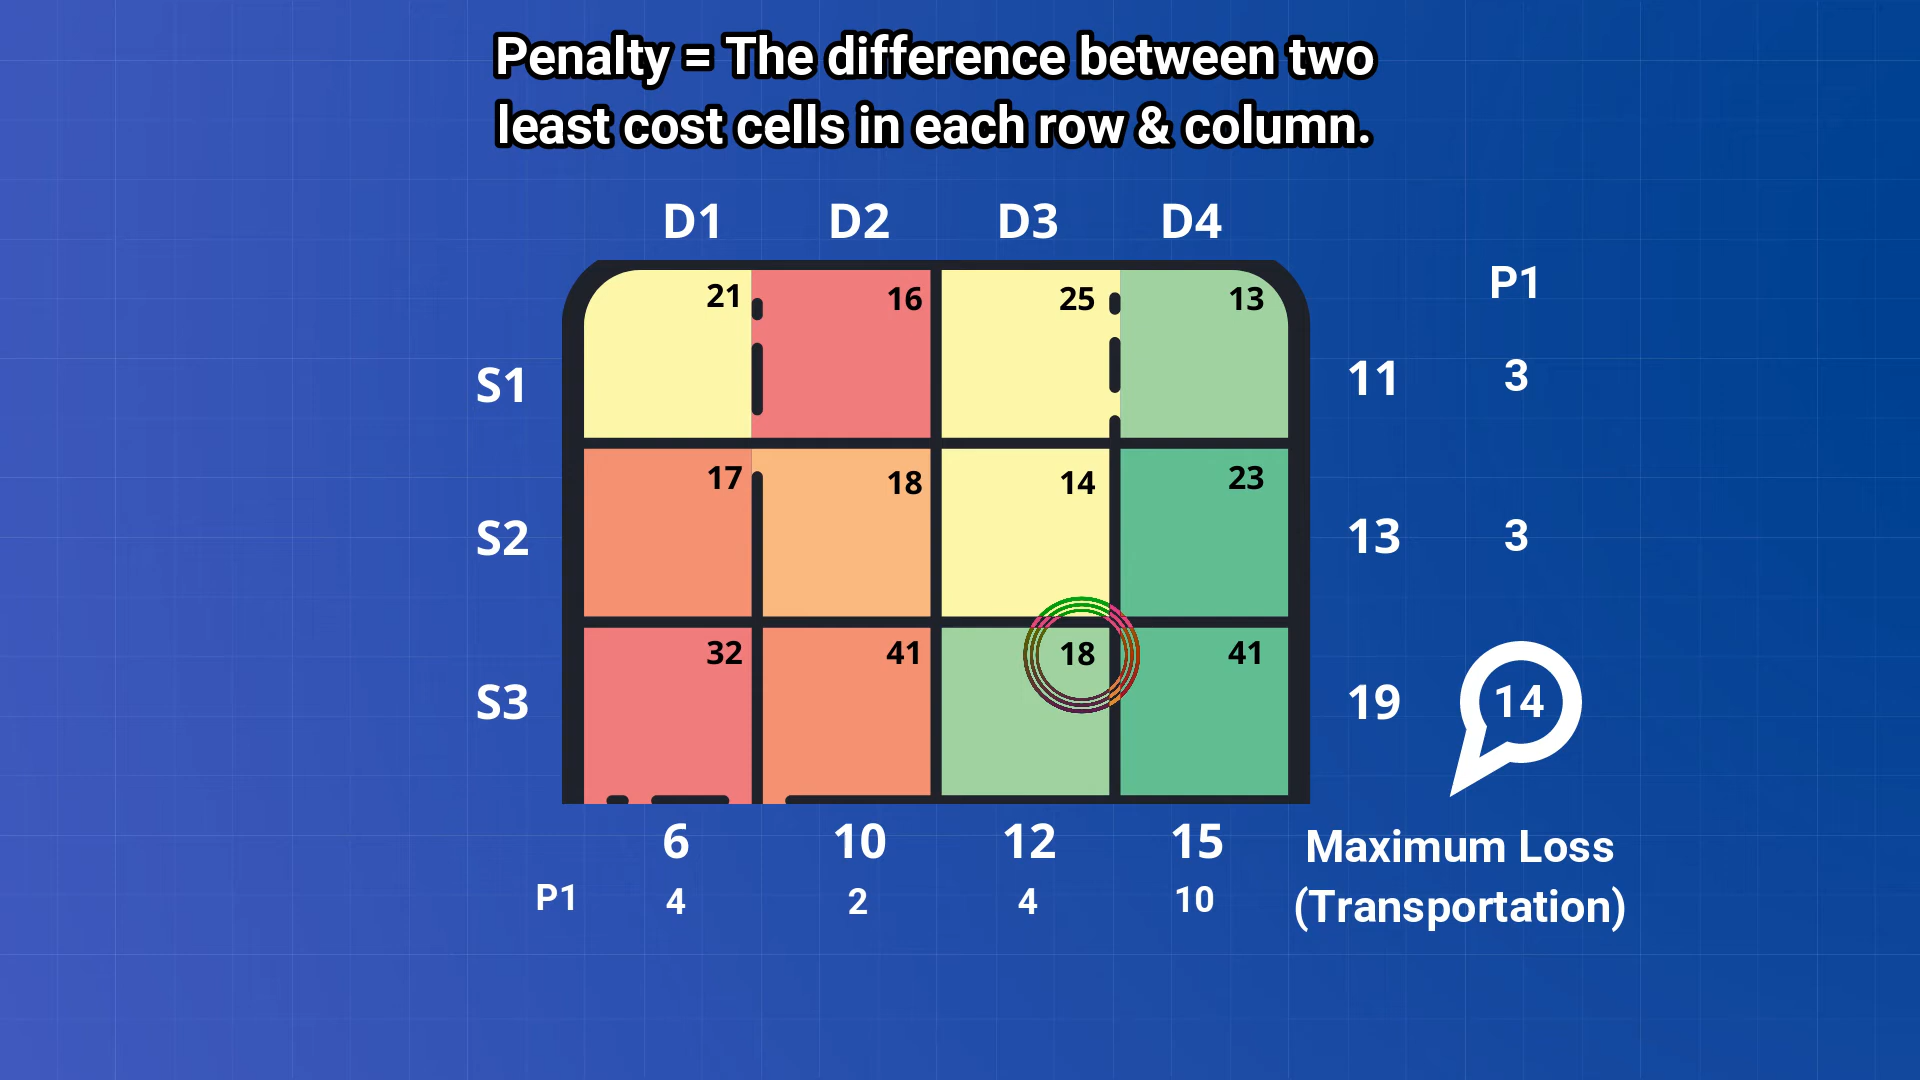 Penalty = The difference between two
least cost cells in each row & column.
D1 D2 D3 D4
P1
21 16 25 13
S1 11 3
17 18 14 23
S2 13 3
32 41 18 41
S3 19 14
6 10 12 15
Maximum Loss
P1 4 2 4 10
(Transportation)